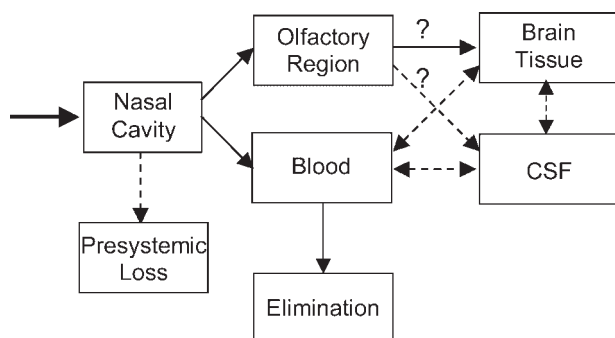 Olfactory
Region
?
?
Brain
Tissue
Nasal
Cavity
Blood
CSF
Presystemic
Loss
Elimination